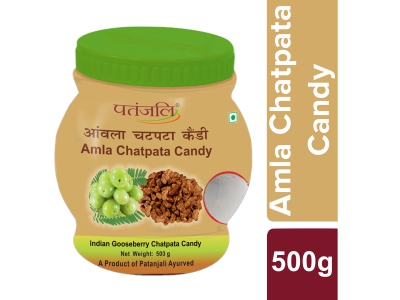 पतंजलि
आंवला चटपटा कैंडी
Amla Chatpata Candy
Indian Gooseberry Chatpata Candy
Net Weight: 500 g
A Product of Patanjali Ayurved
Amla Chatpata
Candy
500g